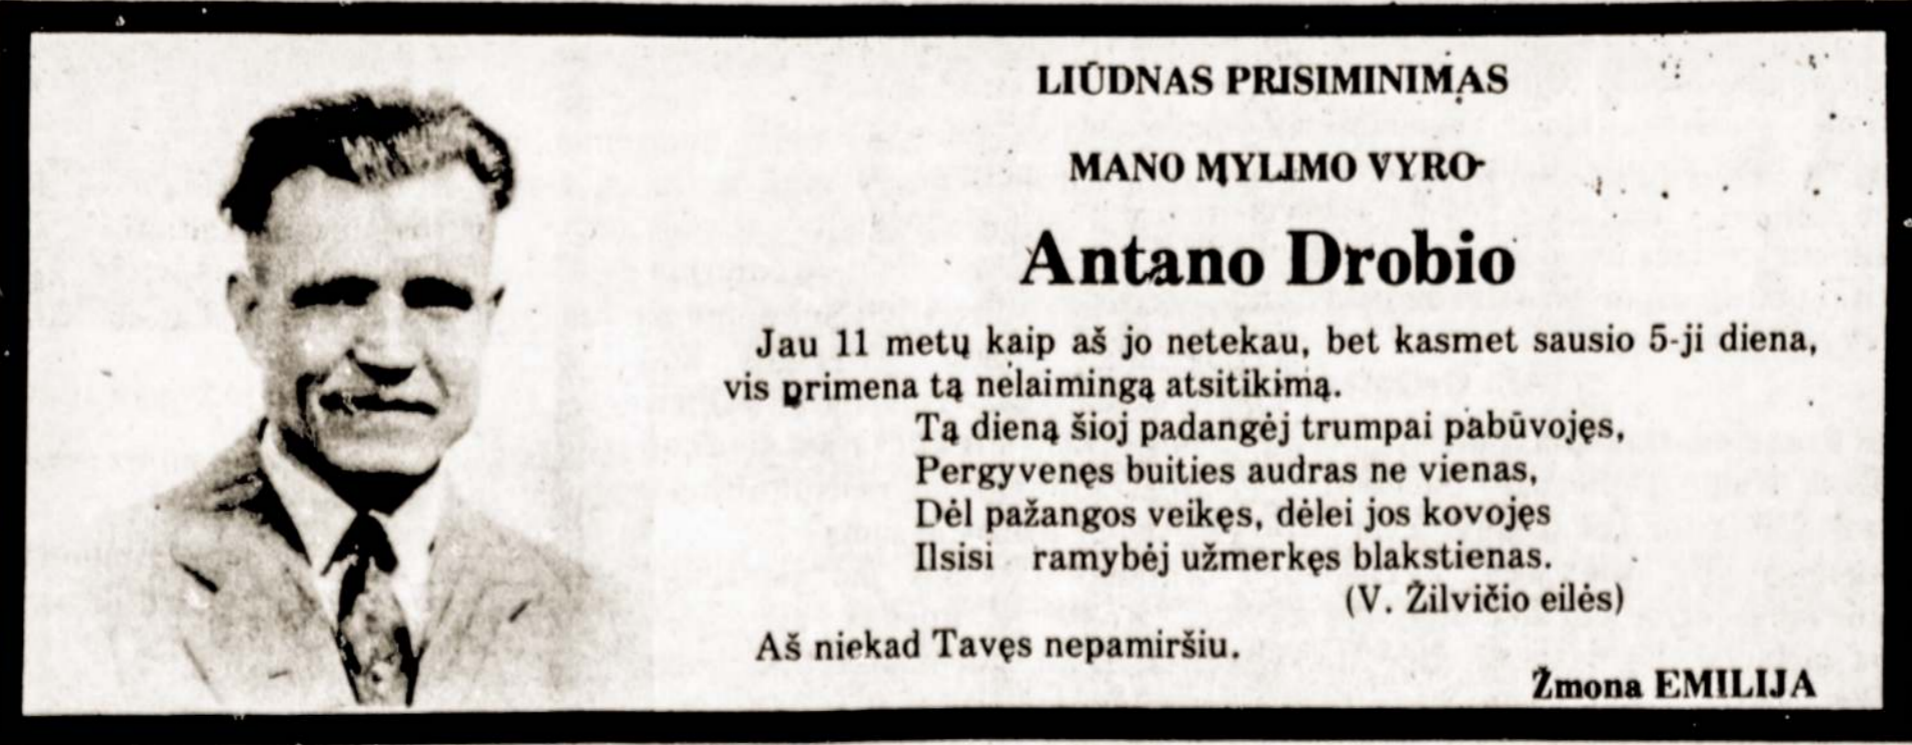 LIŪDNAS PRISIMINIMAS
MANO MYLIMO VYRO
Antano Drobio
Jau 11 metų kaip aš jo netekau, bet kasmet sausio 5-ji diena,
vis primena tą nelaimingą atsitikimą.
Tą dieną šioj padangėj trumpai pabūvojęs,
Pergyvenęs buities audras ne vienas,
Dėl pažangos veikęs, dėlei jos kovojęs
Ilsisi ramybėj užmerkęs blakstienas.
(V. Žilvičio eilės)
Aš niekad Tavęs nepamiršiu.
Žmona EMILIJA